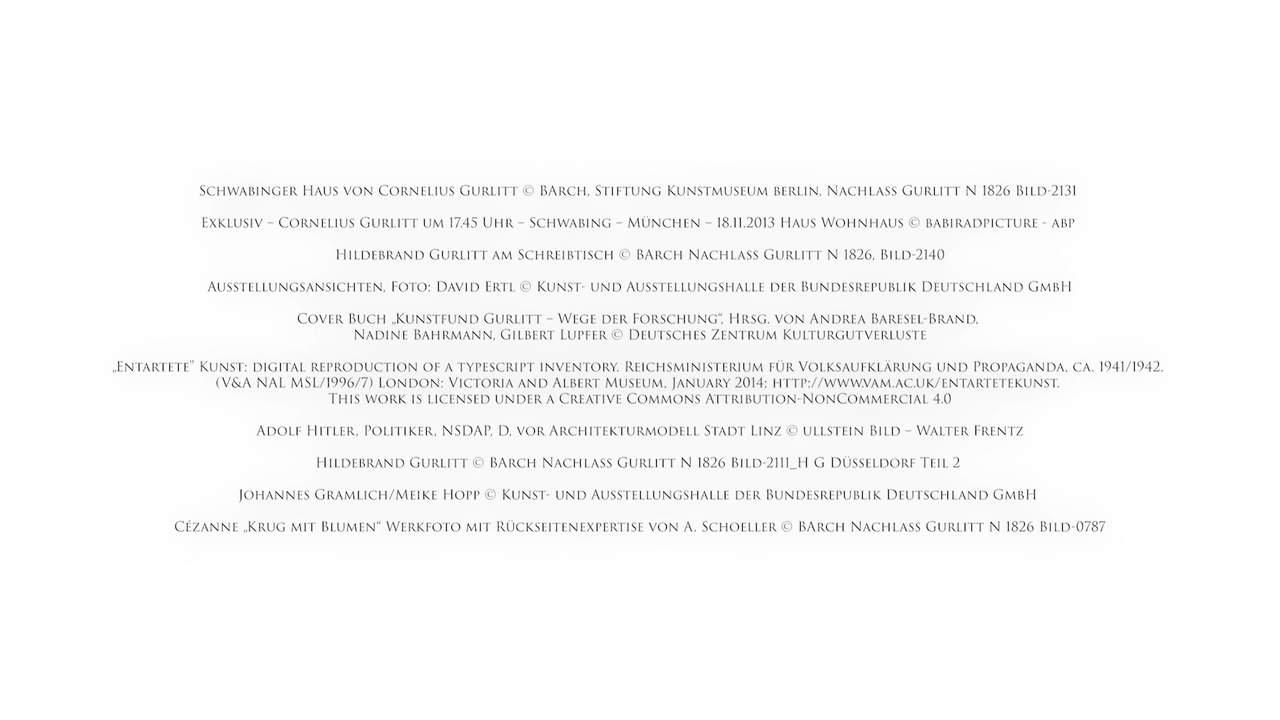 Schwabinger Haus von Cornelius Gurlitt © BArch, Stiftung Kunstmuseum berlin, Nachlass Gurlitt N 1826 Bild-2131
Exklusiv – Cornelius Gurlitt um 17.45 Uhr – Schwabing – München – 18.11.2013 Haus Wohnhaus © babiradpicture - abp
Hildebrand Gurlitt am Schreibtisch © BArch Nachlass Gurlitt N 1826, Bild-2140
Ausstellungsansichten, Foto: David Ertl © Kunst- und Ausstellungshalle der Bundesrepublik Deutschland GmbH
Cover Buch „Kunstfund Gurlitt – Wege der Forschung“, Hrsg. von Andrea Baresel-Brand,
Nadine Bahrmann, Gilbert Lupfer © Deutsches Zentrum Kulturgutverluste
„Entartete" Kunst: digital reproduction of a typescript inventory. Reichsministerium für Volksaufklärung und Propaganda, ca. 1941/1942.
(V&A NAL MSL/1996/7) London: Victoria and Albert Museum, January 2014; http://www.vam.ac.uk/entartetekunst.
This work is licensed under a Creative Commons Attribution-NonCommercial 4.0
Adolf Hitler, Politiker, NSDAP, D, vor Architekturmodell Stadt Linz © ullstein Bild – Walter Frentz
Hildebrand Gurlitt © BArch Nachlass Gurlitt N 1826 Bild-2111_H G Düsseldorf Teil 2
Johannes Gramlich/Meike Hopp © Kunst- und Ausstellungshalle der Bundesrepublik Deutschland GmbH
Cézanne „Krug mit Blumen“ Werkfoto mit Rückseitenexpertise von A. Schoeller © BArch Nachlass Gurlitt N 1826 Bild-0787